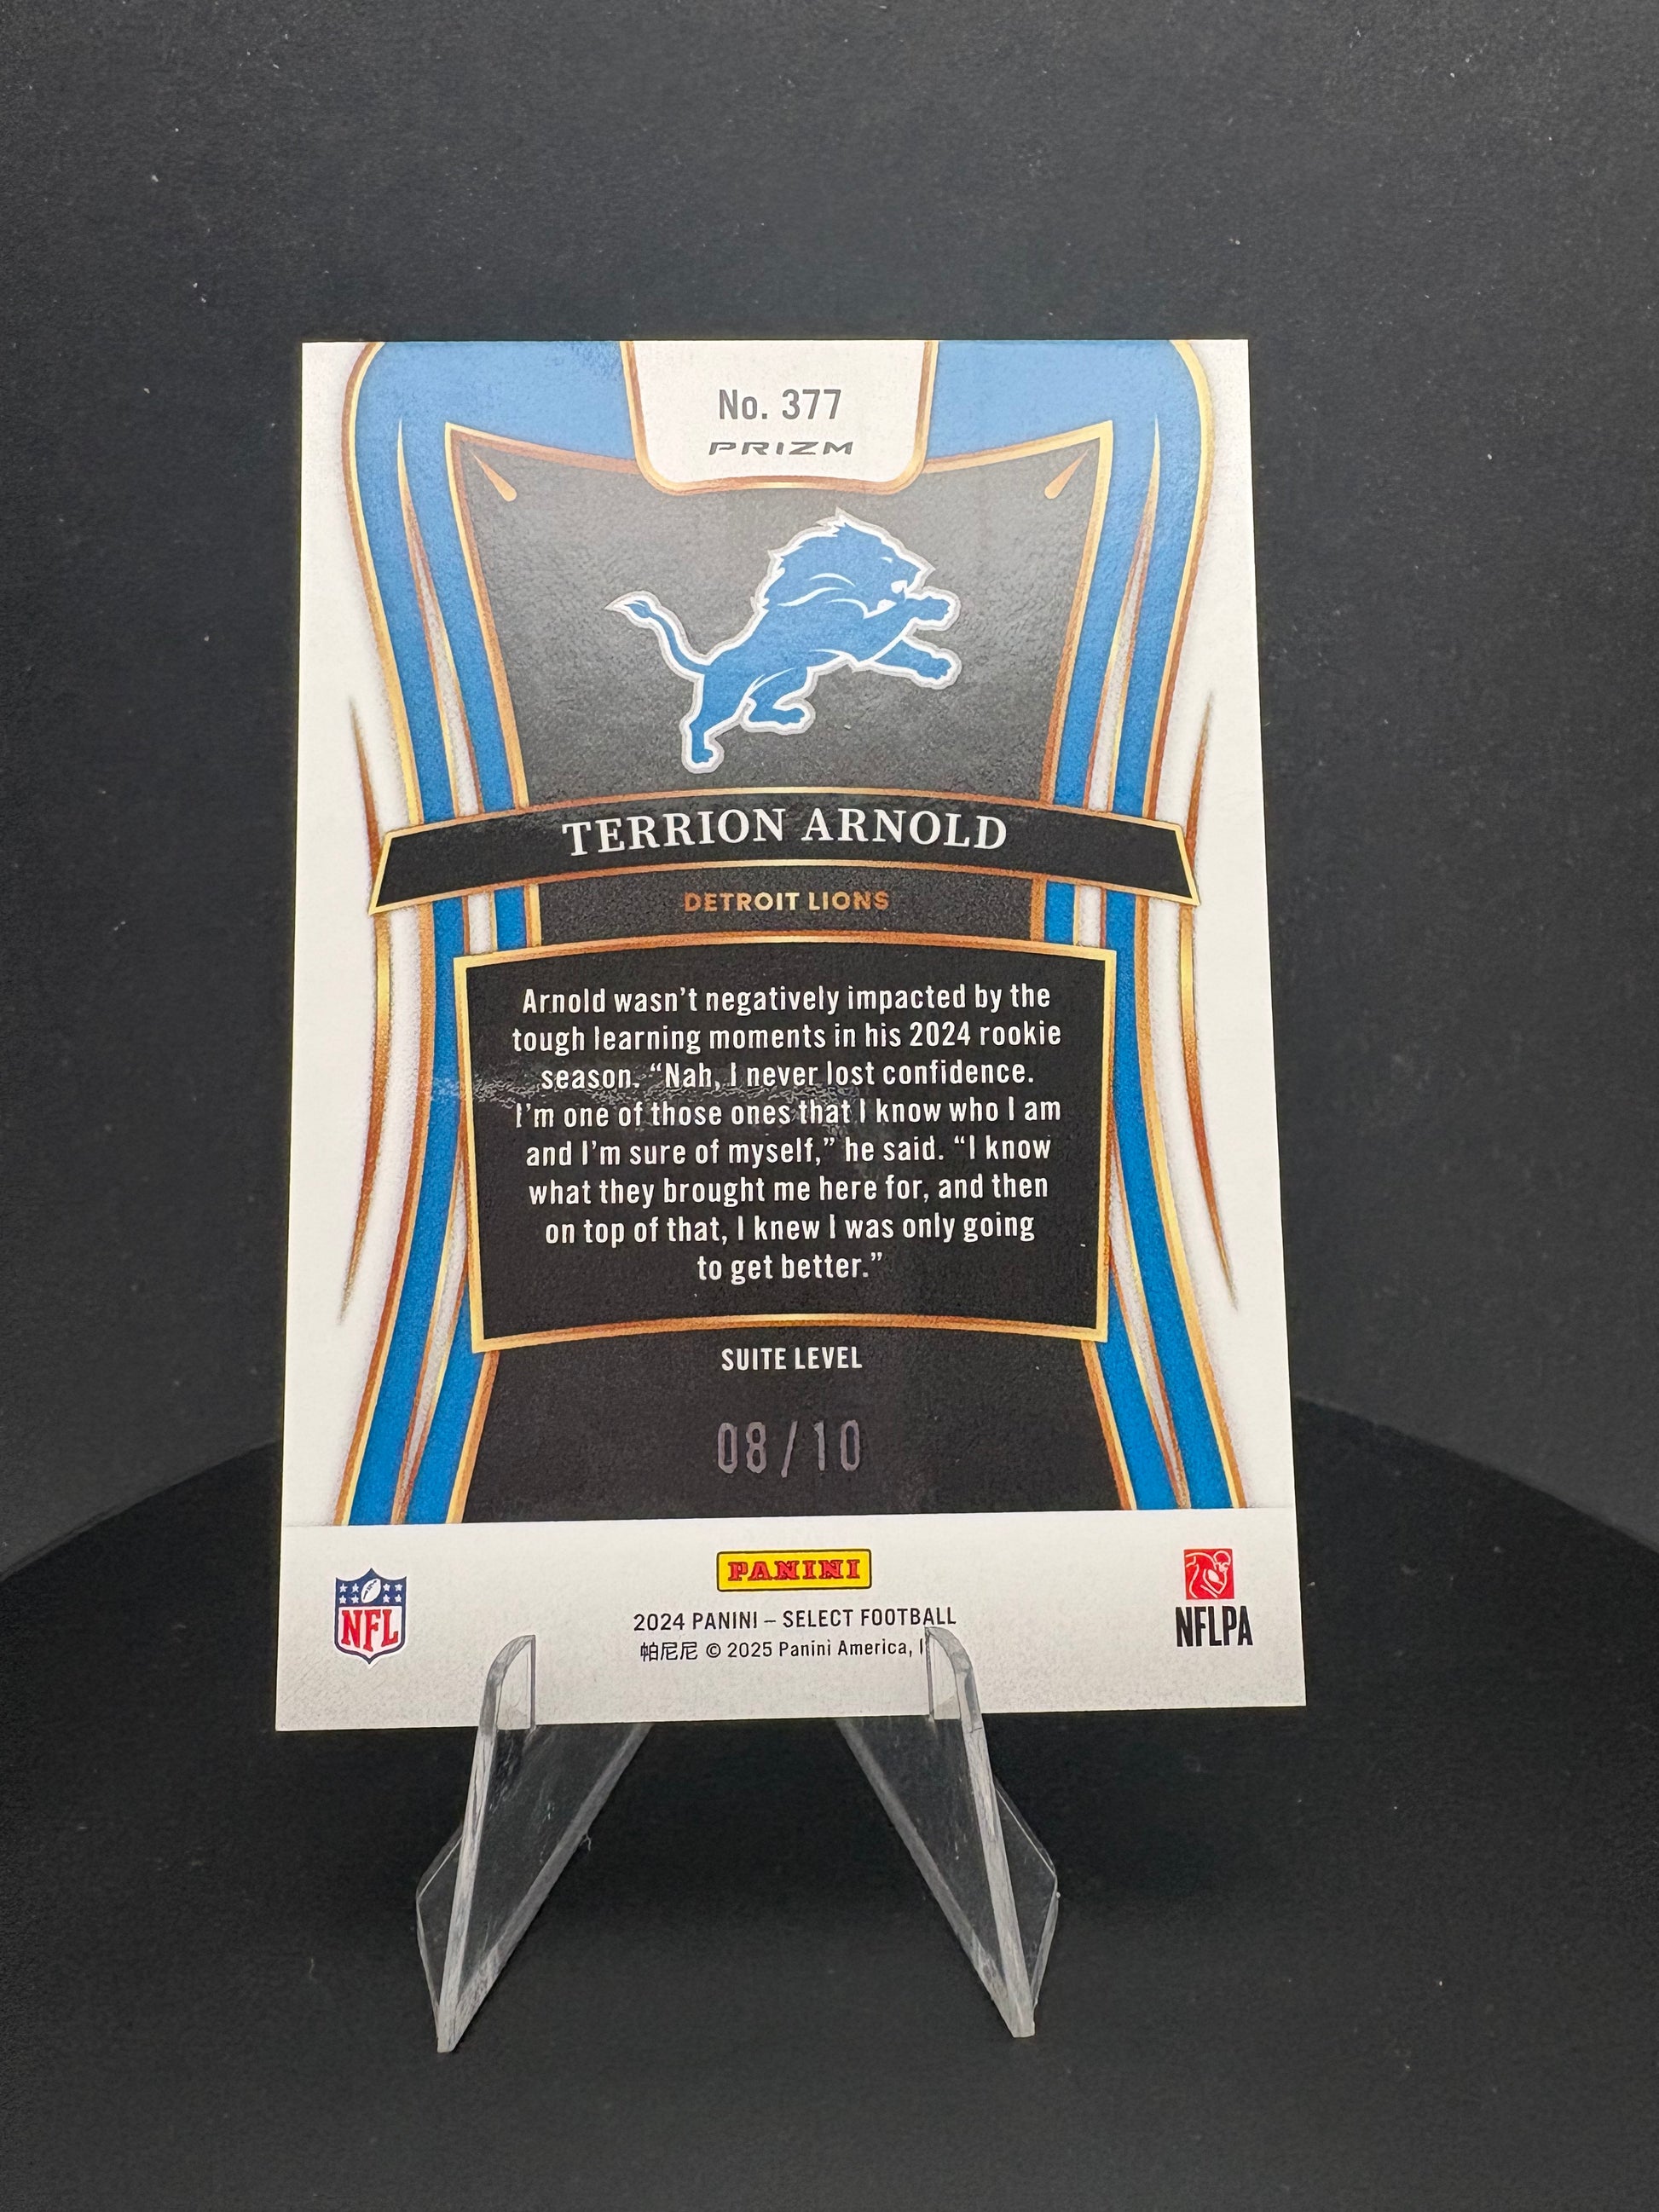 No. 377
PRIZM
TERRION ARNOLD
DETROIT LIONS
Arnold wasn't negatively impacted by the
tough learning moments in his 2024 rookie
season. “Nah, I never lost confidence.
I'm one of those ones that I know who I am
and I'm sure of myself,” he said. “I know
what they brought me here for, and then
on top of that, I knew I was only going
to get better.”
SUITE LEVEL
08/10
PANINI
2024 PANINI – SELECT FOOTBALL
帕尼尼 © 2025 Panini America,
NFL
NFLPA